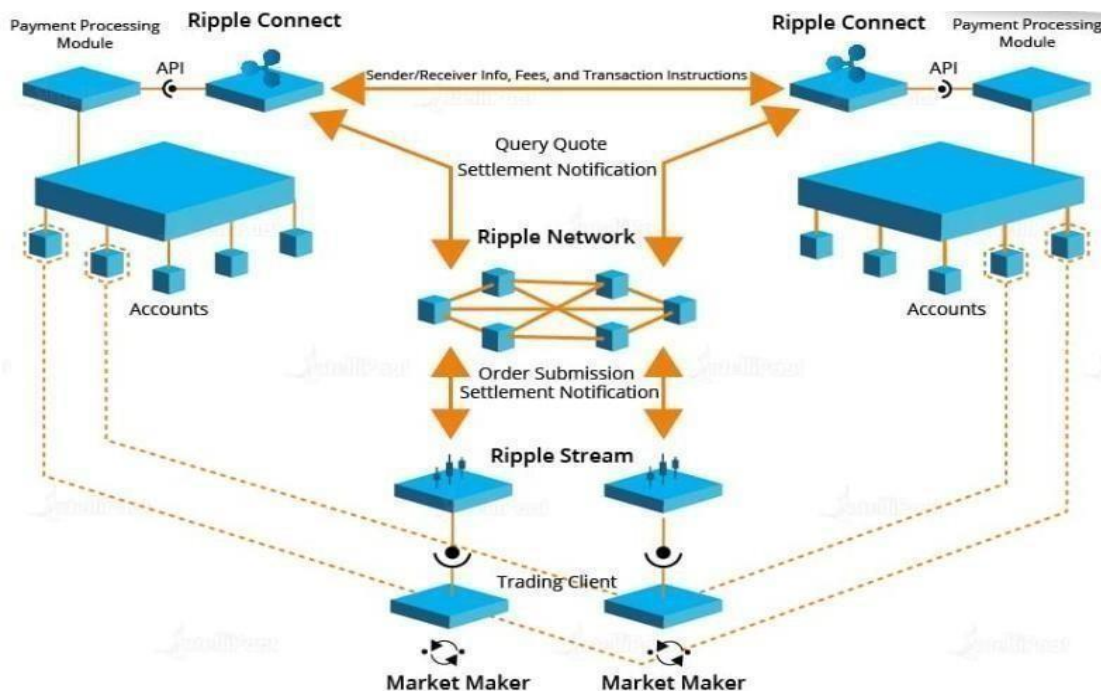 Ripple Connect
Payment Processing
Module
API
Ripple Connect
Payment Processing
Module
API
Sender/Receiver Info, Fees, and Transaction Instructions
Query Quote
Settlement Notification
Ripple Network
Accounts
Accounts
Order Submission
Settlement Notification
Ripple Stream
Trading Client
Market Maker
Market Maker